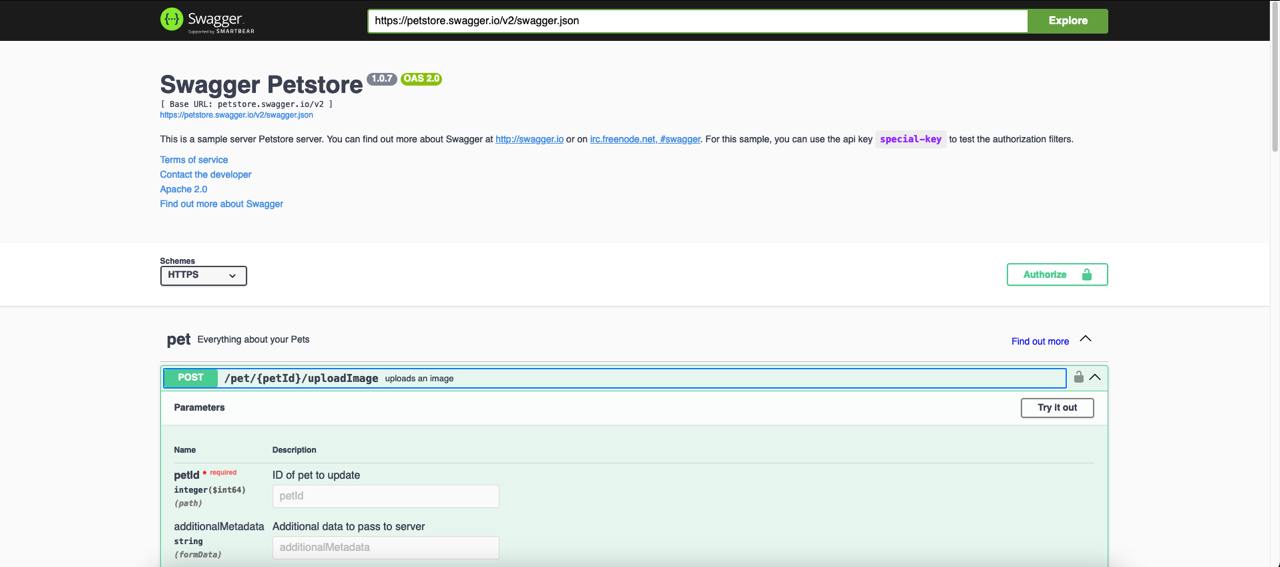 Swagger.
Supported by SMARTBEAR
https://petstore.swagger.io/v2/swagger.json
Explore
Swagger Petstore 1.0.7 OAS 2.0
[ Base URL: petstore.swagger.io/v2 ]
https://petstore.swagger.io/v2/swagger.json
This is a sample server Petstore server. You can find out more about Swagger at http://swagger.io or on irc.freenode.net, #swagger. For this sample, you can use the api key special-key to test the authorization filters.
Terms of service
Contact the developer
Apache 2.0
Find out more about Swagger
Schemes
HTTPS
Authorize
pet Everything about your Pets
Find out more
POST /pet/{petId}/uploadImage uploads an image
Parameters
Try it out
Name Description
petId * required ID of pet to update
integer($int64)
petId
(path)
additionalMetadata Additional data to pass to server
string
additionalMetadata
(formData)